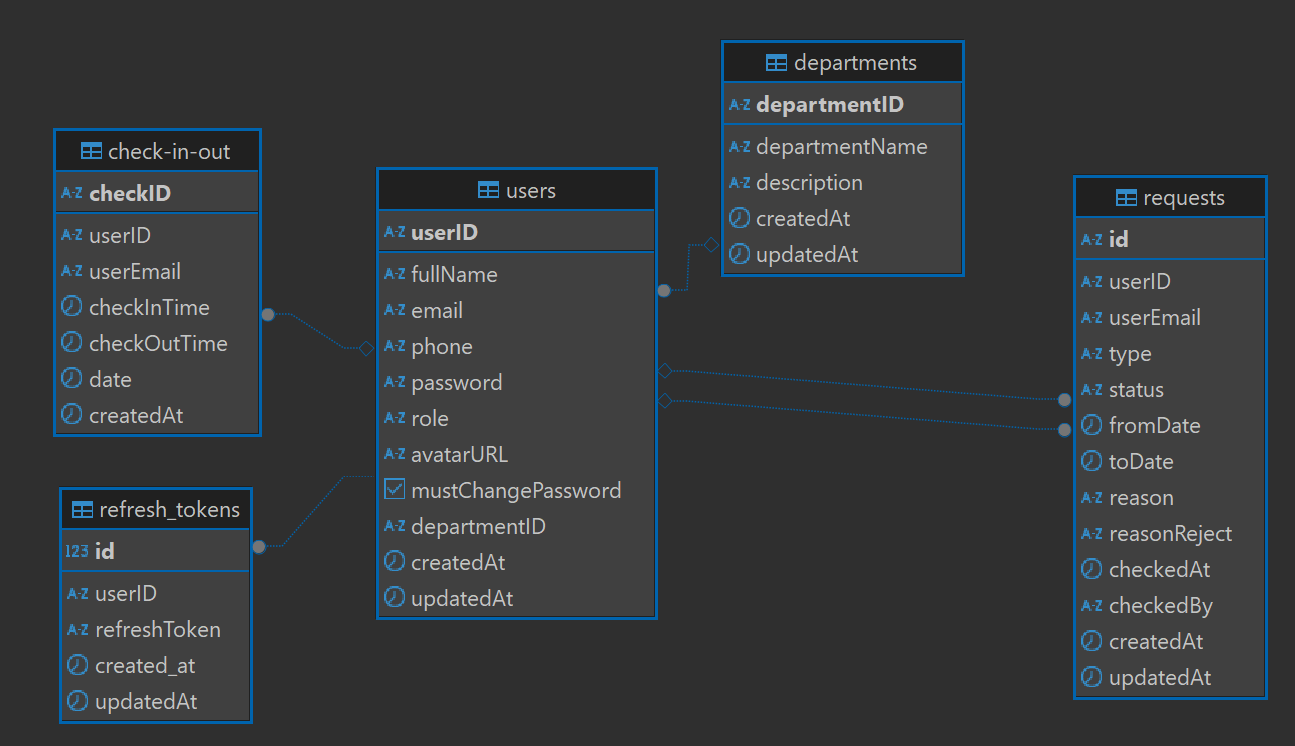 check-in-out
A-Z checkID
A-Z userID
A-Z userEmail
checkInTime
checkOutTime
date
createdAt
refresh_tokens
123 id
A-Z userID
A-Z refreshToken
created_at
updatedAt
users
A-Z userID
A-Z fullName
A-Z email
A-Z phone
A-Z password
A-Z role
A-Z avatarURL
mustChangePassword
A-Z departmentID
createdAt
updatedAt
departments
A-Z departmentID
A-Z departmentName
A-Z description
createdAt
updatedAt
requests
A-Z id
A-Z userID
A-Z userEmail
A-Z type
A-Z status
fromDate
toDate
A-Z reason
A-Z reasonReject
checkedAt
A-Z checkedBy
createdAt
updatedAt